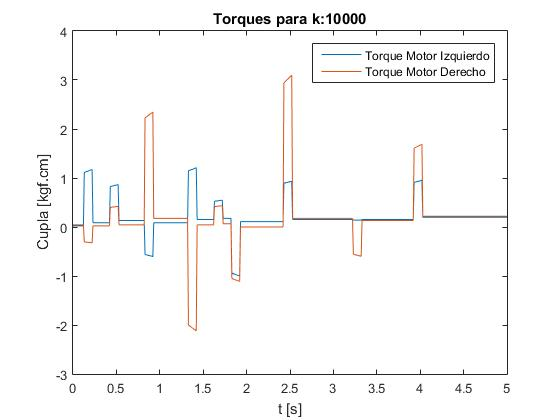 Torques para k:10000
Torque Motor Izquierdo
Torque Motor Derecho
Cupla [kgf.cm]
4
3
2
1
0
-1
-2
-3
0 0.5 1 1.5 2 2.5 3 3.5 4 4.5 5
t [s]